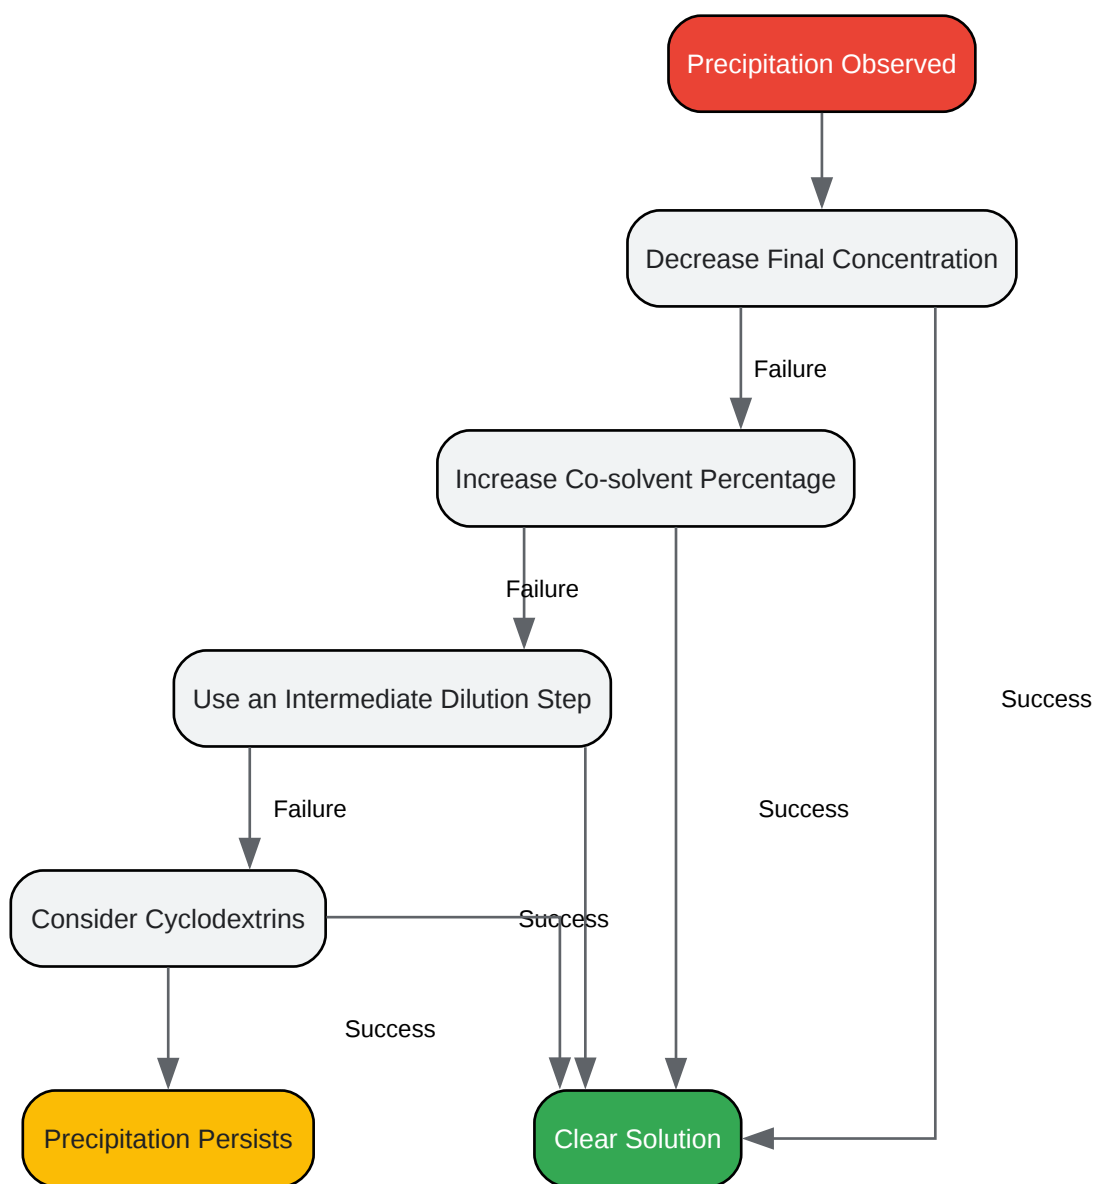 Precipitation Observed
Decrease Final Concentration
Failure
Increase Co-solvent Percentage
Failure
Use an Intermediate Dilution Step
Success
Failure
Success
Consider Cyclodextrins
Success
Success
Precipitation Persists
Clear Solution